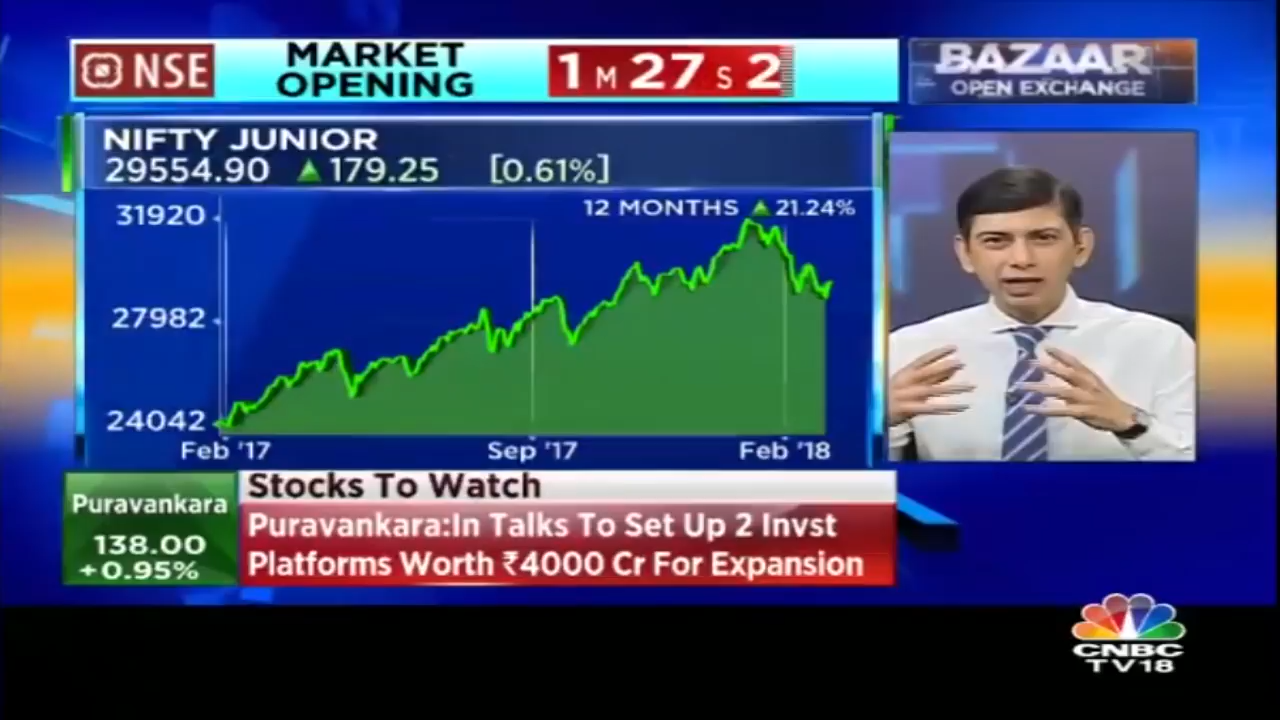 NSE
MARKET
OPENING
1 M 27 S 2
BAZAAR
OPEN EXCHANGE
NIFTY JUNIOR
29554.90 ▲ 179.25 [0.61%]
12 MONTHS ▲ 21.24%
31920
27982
24042
Feb '17 Sep '17 Feb '18
Puravankara
138.00
+0.95%
Stocks To Watch
Puravankara:In Talks To Set Up 2 Invst
Platforms Worth ₹4000 Cr For Expansion
CNBC
TV18